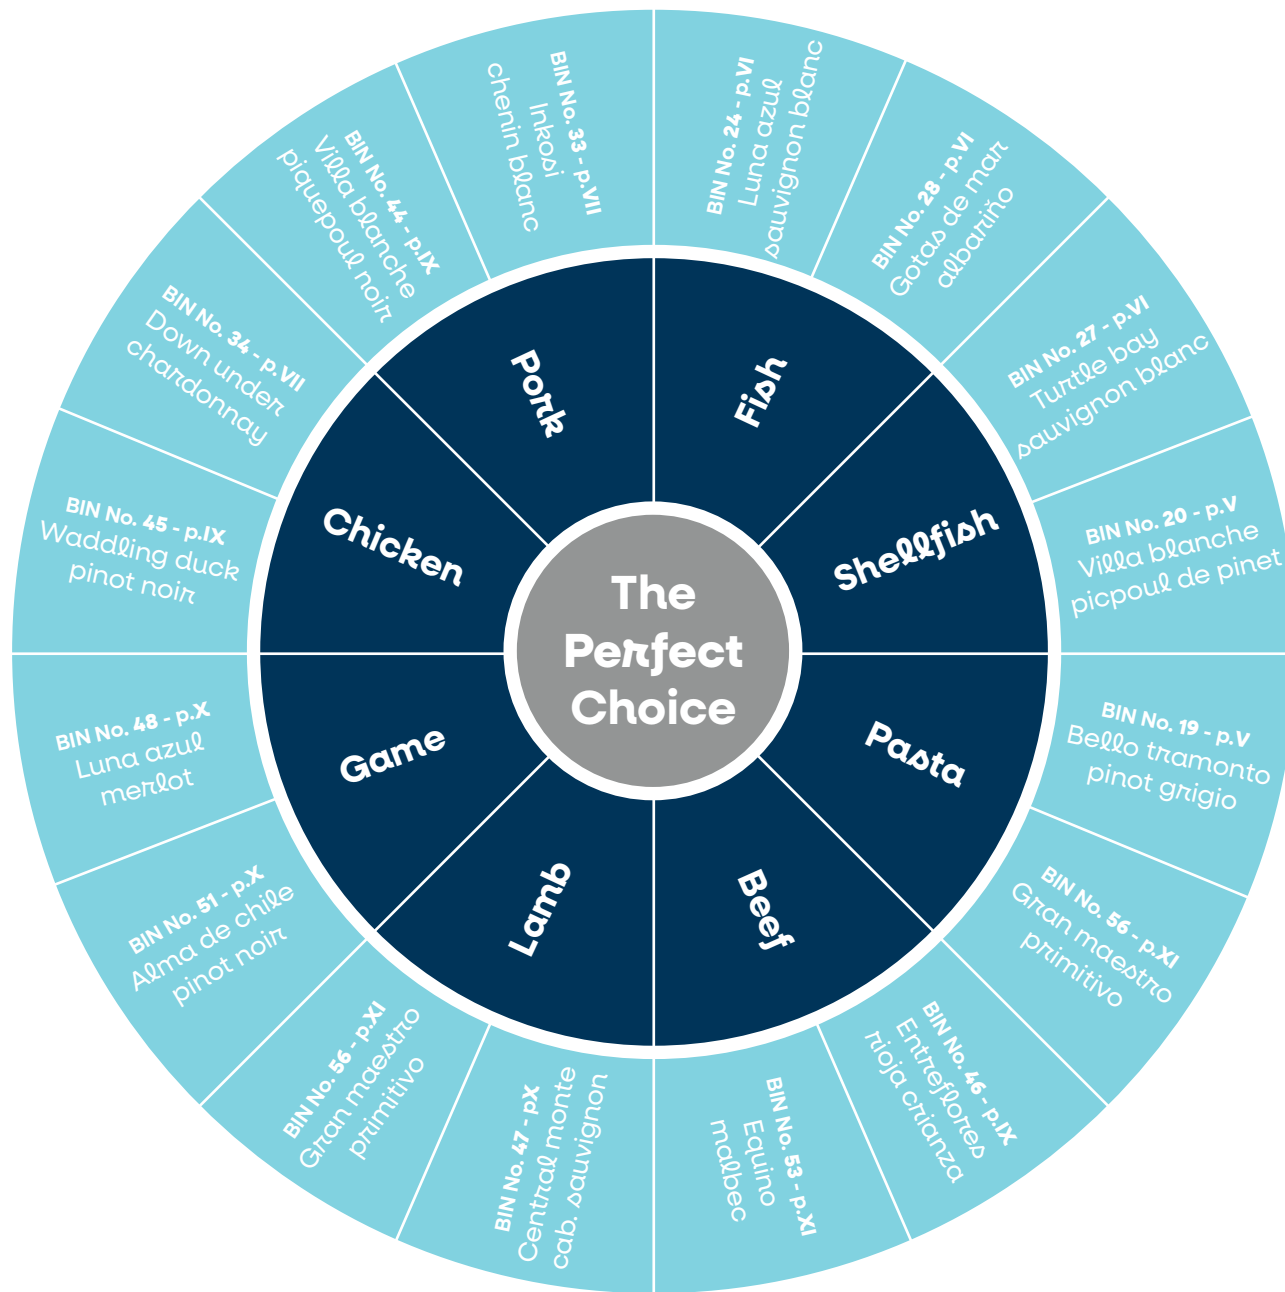 The
Perfect
Choice
Fish
Shellfish
Pasta
Beef
Lamb
Game
Chicken
Pork
BIN No. 24 - p.VI
Luna azul
sauvignon blanc
BIN No. 28 - p.VI
Gotas de mar
albariňo
BIN No. 27 - p.VI
Turtle bay
sauvignon blanc
BIN No. 20 - p.V
Villa blanche
picpoul de pinet
BIN No. 19 - p.V
Bello tramonto
pinot grigio
BIN No. 56 - p.XI
Gran maestro
primitivo
BIN No. 46 - p.IX
Entreflores
rioja crianza
BIN No. 53 - p.XI
Equino
malbec
BIN No. 47 - pX
Central monte
cab. sauvignon
BIN No. 56 - p.XI
Gran maestro
primitivo
BIN No. 51 - p.X
Alma de chile
pinot noir
BIN No. 48 - p.X
Luna azul
merlot
BIN No. 45 - p.IX
Waddling duck
pinot noir
BIN No. 34 - p.VII
Down under
chardonnay
BIN No. 44 - p.IX
Villa blanche
piquepoul noir
BIN No. 33 - p.VII
Inkosi
chenin blanc